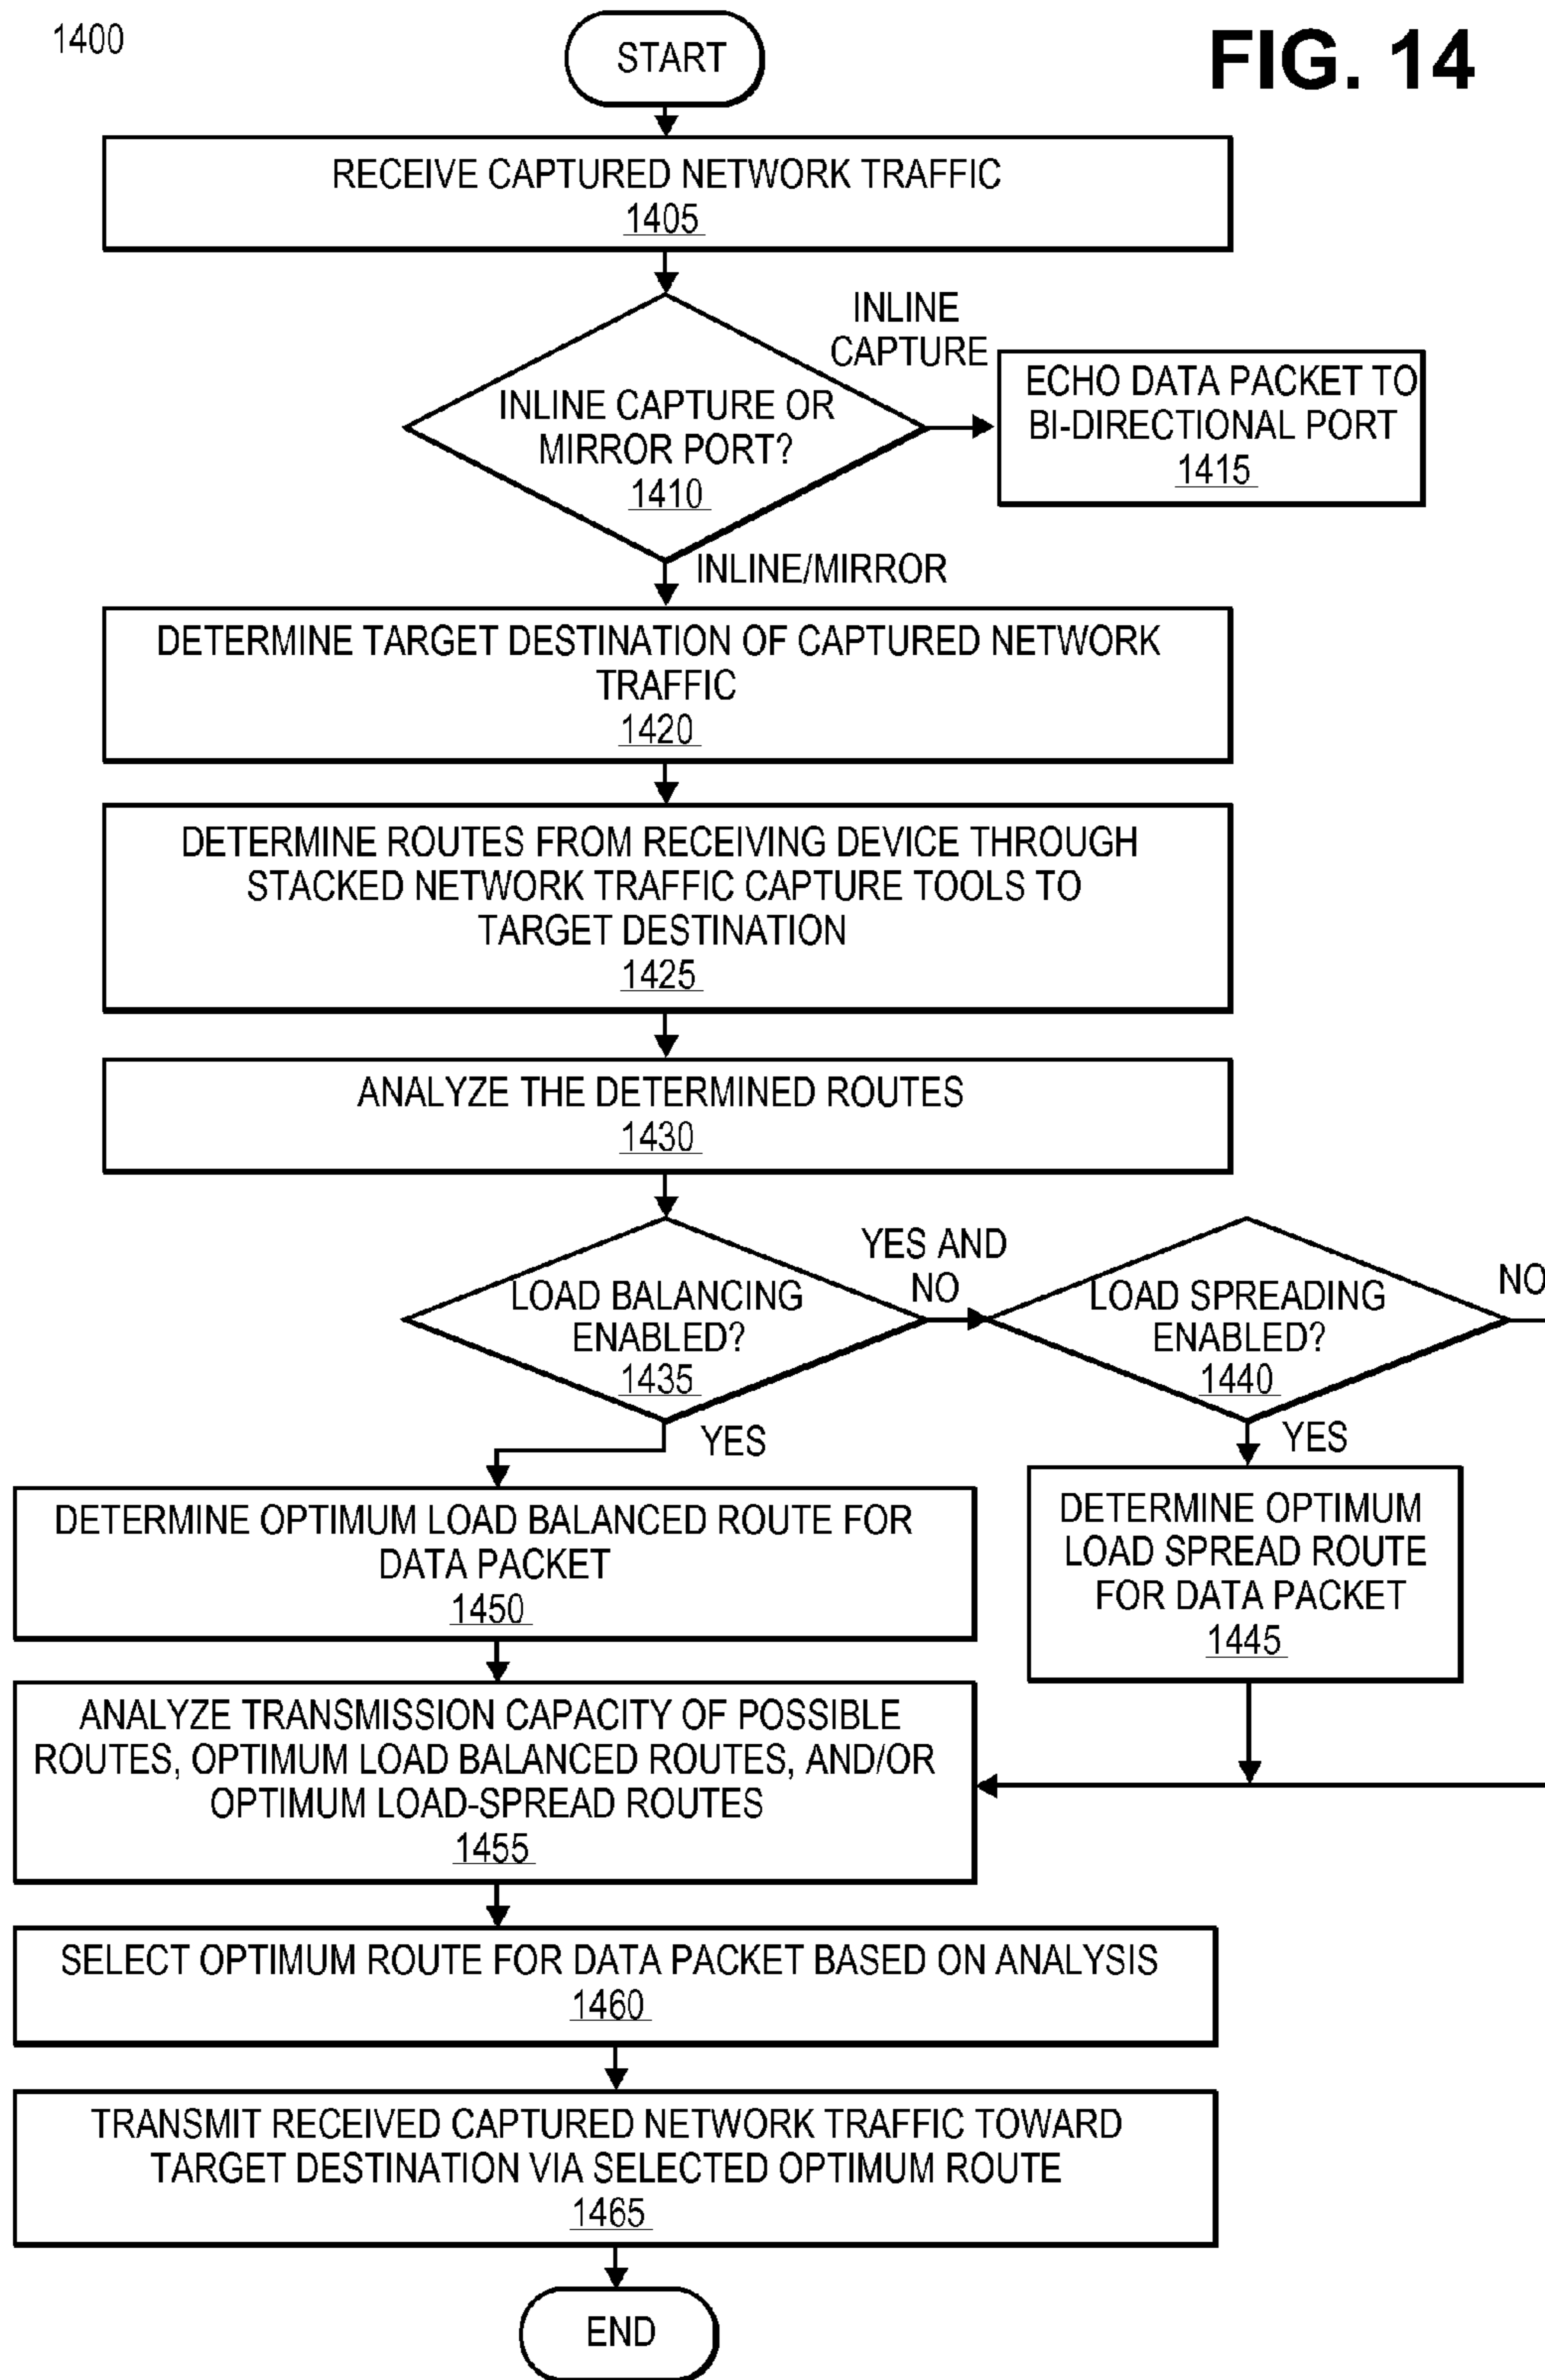 1400
START
FIG. 14
RECEIVE CAPTURED NETWORK TRAFFIC
1405
INLINE
CAPTURE
INLINE CAPTURE OR
MIRROR PORT?
1410
ECHO DATA PACKET TO
BI-DIRECTIONAL PORT
1415
INLINE/MIRROR
DETERMINE TARGET DESTINATION OF CAPTURED NETWORK
TRAFFIC
1420
DETERMINE ROUTES FROM RECEIVING DEVICE THROUGH
STACKED NETWORK TRAFFIC CAPTURE TOOLS TO
TARGET DESTINATION
1425
ANALYZE THE DETERMINED ROUTES
1430
LOAD BALANCING
ENABLED?
1435
YES AND
NO
LOAD SPREADING
ENABLED?
1440
NO
YES
YES
DETERMINE OPTIMUM LOAD BALANCED ROUTE FOR
DATA PACKET
1450
DETERMINE OPTIMUM
LOAD SPREAD ROUTE
FOR DATA PACKET
1445
ANALYZE TRANSMISSION CAPACITY OF POSSIBLE
ROUTES, OPTIMUM LOAD BALANCED ROUTES, AND/OR
OPTIMUM LOAD-SPREAD ROUTES
1455
SELECT OPTIMUM ROUTE FOR DATA PACKET BASED ON ANALYSIS
1460
TRANSMIT RECEIVED CAPTURED NETWORK TRAFFIC TOWARD
TARGET DESTINATION VIA SELECTED OPTIMUM ROUTE
1465
END